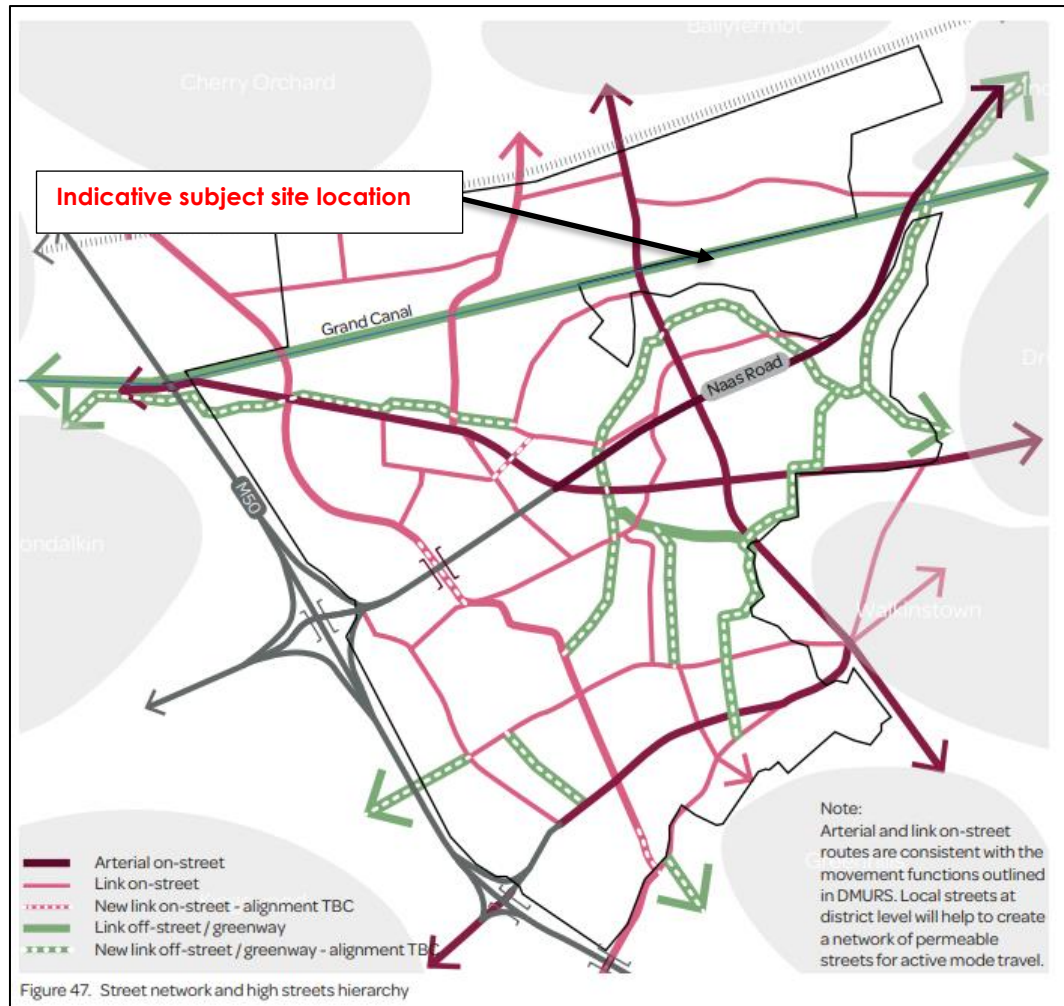 Ballyfermot
Cherry Orchard
Indicative subject site location
Grand Canal
Naas Road
M50
ondalkin
Walkinstown
Note:
Arterial and link on-street
routes are consistent with the
movement functions outlined
in DMURS. Local streets at
district level will help to create
a network of permeable
streets for active mode travel.
Arterial on-street
Link on-street
New link on-street - alignment TBC
Link off-street / greenway
New link off-street / greenway - alignment TBC
Figure 47. Street network and high streets hierarchy